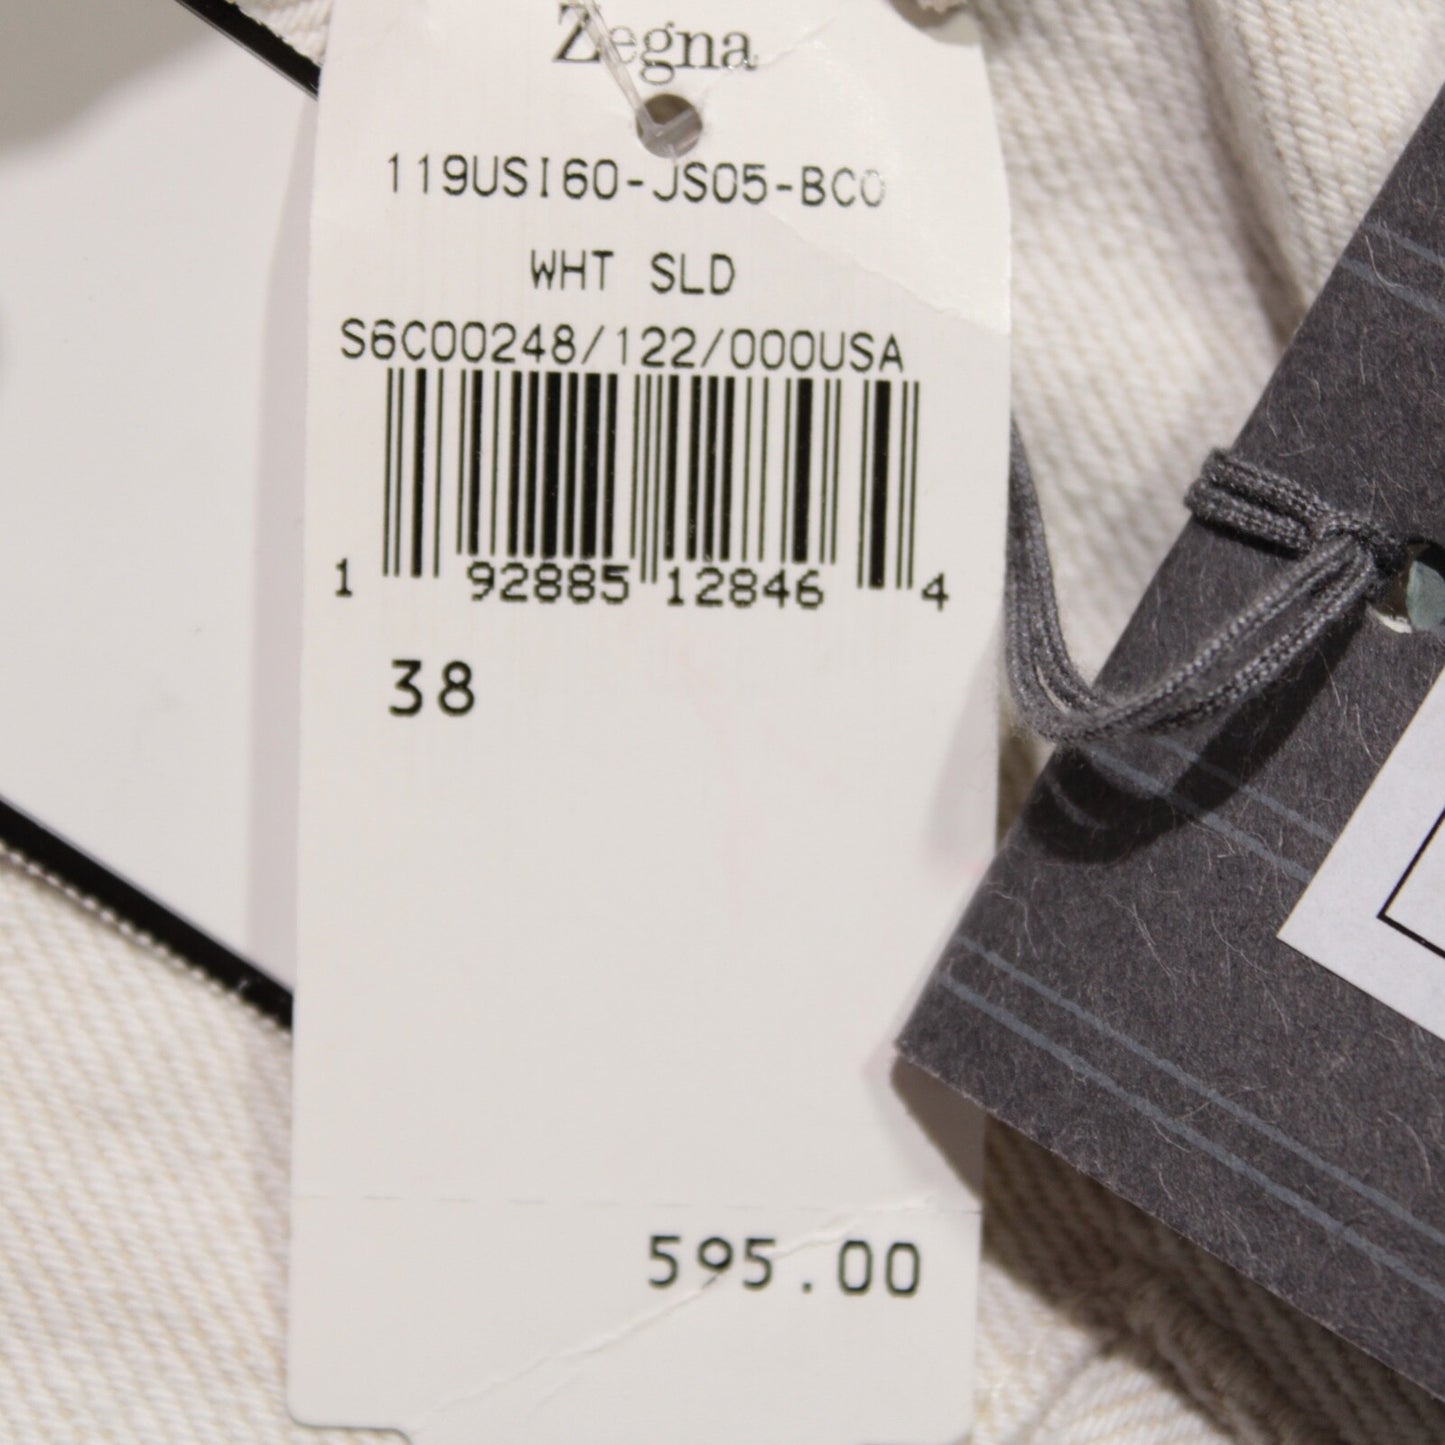 Zegna
119USI60-JS05-BC0
WHT SLD
S6C00248/122/000USA
1 92885 12846 4
38
595.00